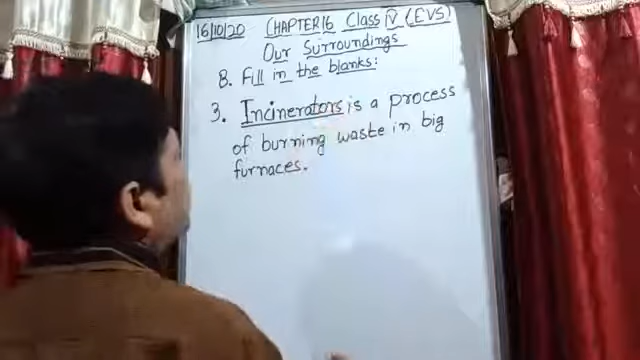 16/10/20 CHAPTER16 Class V (EVS)
Our Surroundings
8. Fill in the blanks:
3. Incinerators is a process
of burning waste in big
furnaces.